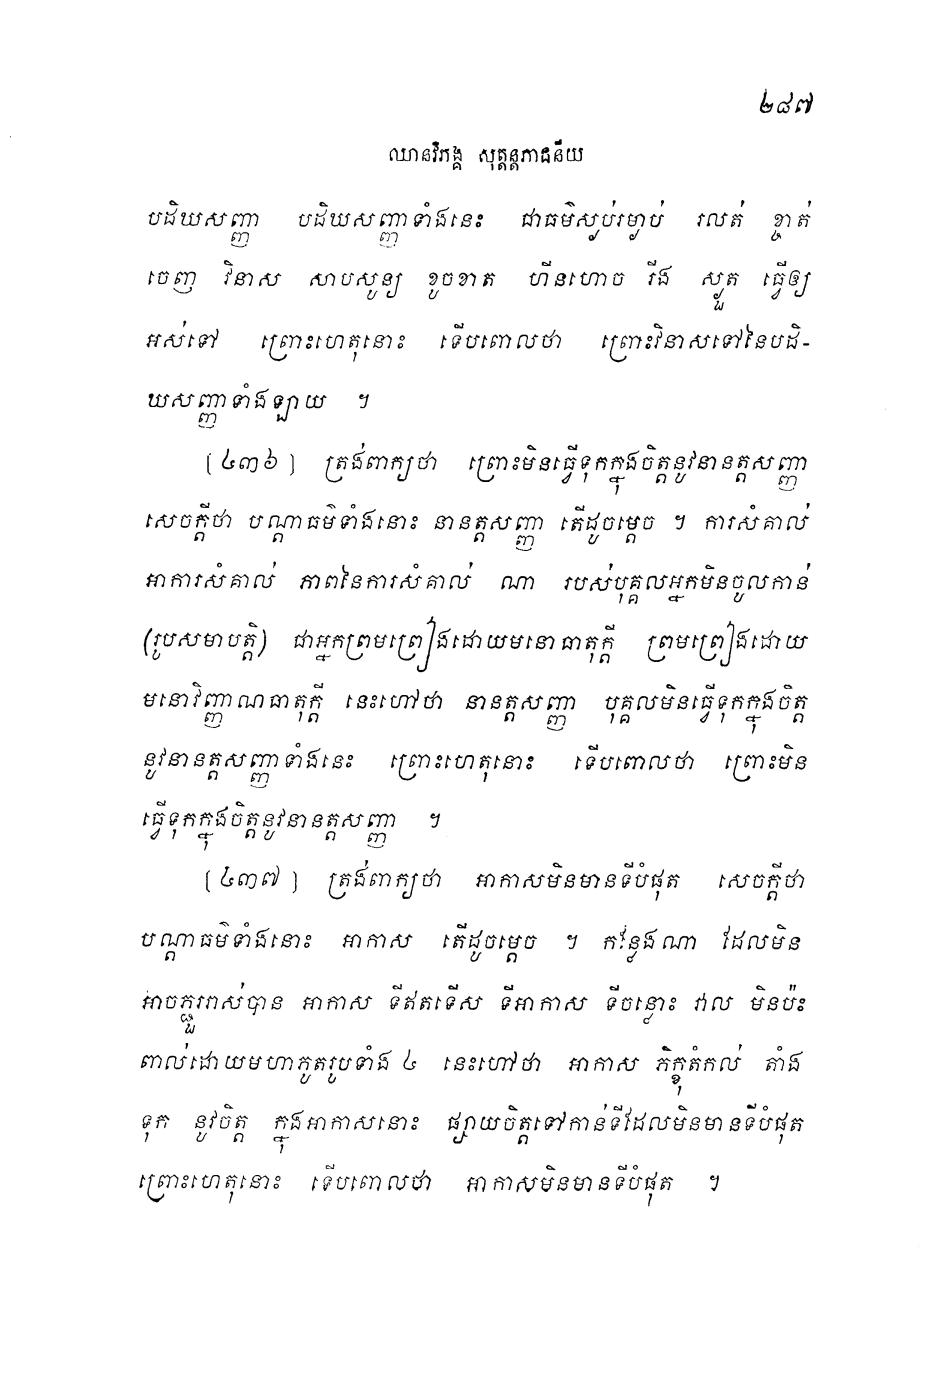 ២៨៧
ឈានវិភង្គ សុត្តន្តភាជនីយ
បដិឃសញ្ញា បដិឃសញ្ញាទាំងនេះ ជាធម៌ស្ងប់រម្ងាប់ រលត់ ខ្ចាត់
ចេញ វិនាស សាបសូន្យ ខូចខាត ហីនហោច រីង ស្ងួត ធ្វើឲ្យ
អស់ទៅ ព្រោះហេតុនោះ ទើបពោលថា ព្រោះវិនាសទៅនៃបដិ-
ឃសញ្ញាទាំងឡាយ ។
(៤៣៦) ត្រង់ពាក្យថា ព្រោះមិនធ្វើទុកក្នុងចិត្តនូវនានត្តសញ្ញា
សេចក្តីថា បណ្តាធម៌ទាំងនោះ នានត្តសញ្ញា តើដូចម្តេច ។ ការសំគាល់
អាការសំគាល់ ភាពនៃការសំគាល់ ណា របស់បុគ្គលអ្នកមិនចូលកាន់
(រូបសមាបត្តិ) ជាអ្នកព្រមព្រៀងដោយមនោធាតុក្តី ព្រមព្រៀងដោយ
មនោវិញ្ញាណធាតុក្តី នេះហៅថា នានត្តសញ្ញា បុគ្គលមិនធ្វើទុកក្នុងចិត្ត
នូវនានត្តសញ្ញាទាំងនេះ ព្រោះហេតុនោះ ទើបពោលថា ព្រោះមិន
ធ្វើទុកក្នុងចិត្តនូវនានត្តសញ្ញា ។
(៤៣៧) ត្រង់ពាក្យថា អាកាសមិនមានទីបំផុត សេចក្តីថា
បណ្តាធម៌ទាំងនោះ អាកាស តើដូចម្តេច ។ កន្លែងណា ដែលមិន
អាចភ្ជួររាស់បាន អាកាស ទីឥតទើស ទីអាកាស ទីចន្លោះ វាល មិនប៉ះ
ពាល់ដោយមហាភូតរូបទាំង ៤ នេះហៅថា អាកាស ភិក្ខុតំកល់ តាំង
ទុក នូវចិត្ត ក្នុងអាកាសនោះ ផ្សាយចិត្តទៅកាន់ទីដែលមិនមានទីបំផុត
ព្រោះហេតុនោះ ទើបពោលថា អាកាសមិនមានទីបំផុត ។